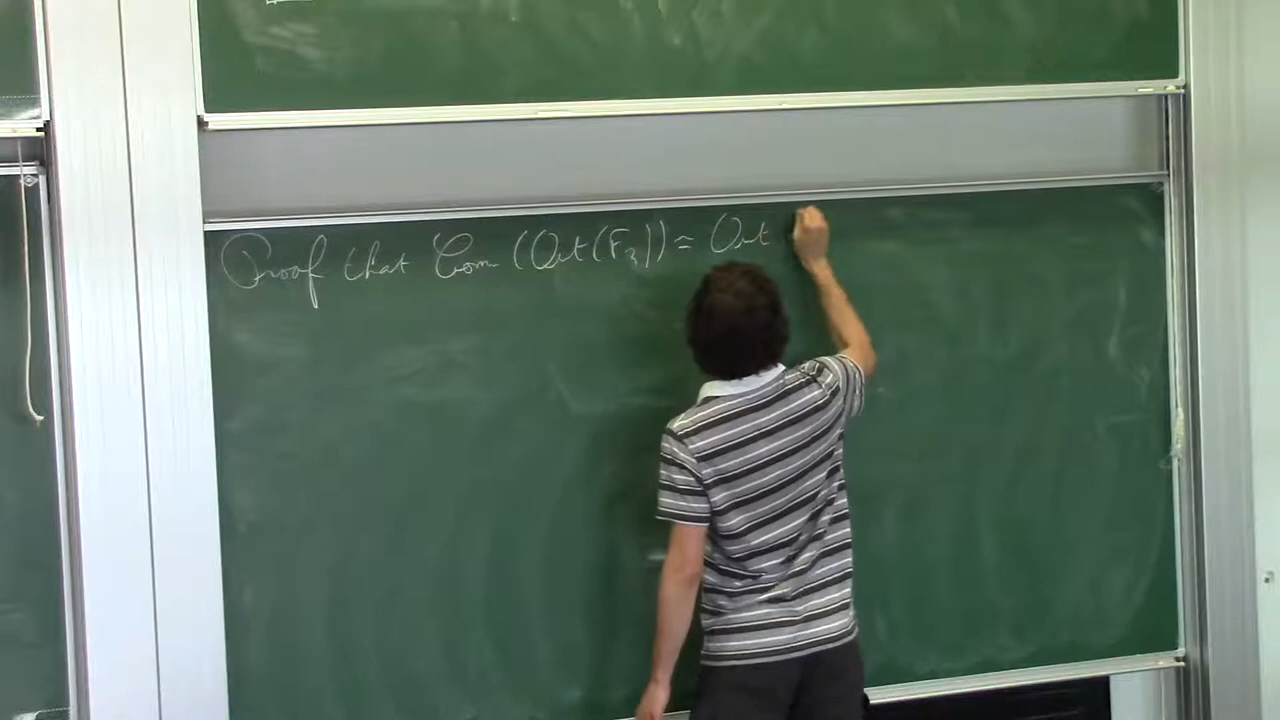 Proof that Com (Out(F₃)) ≅ Out